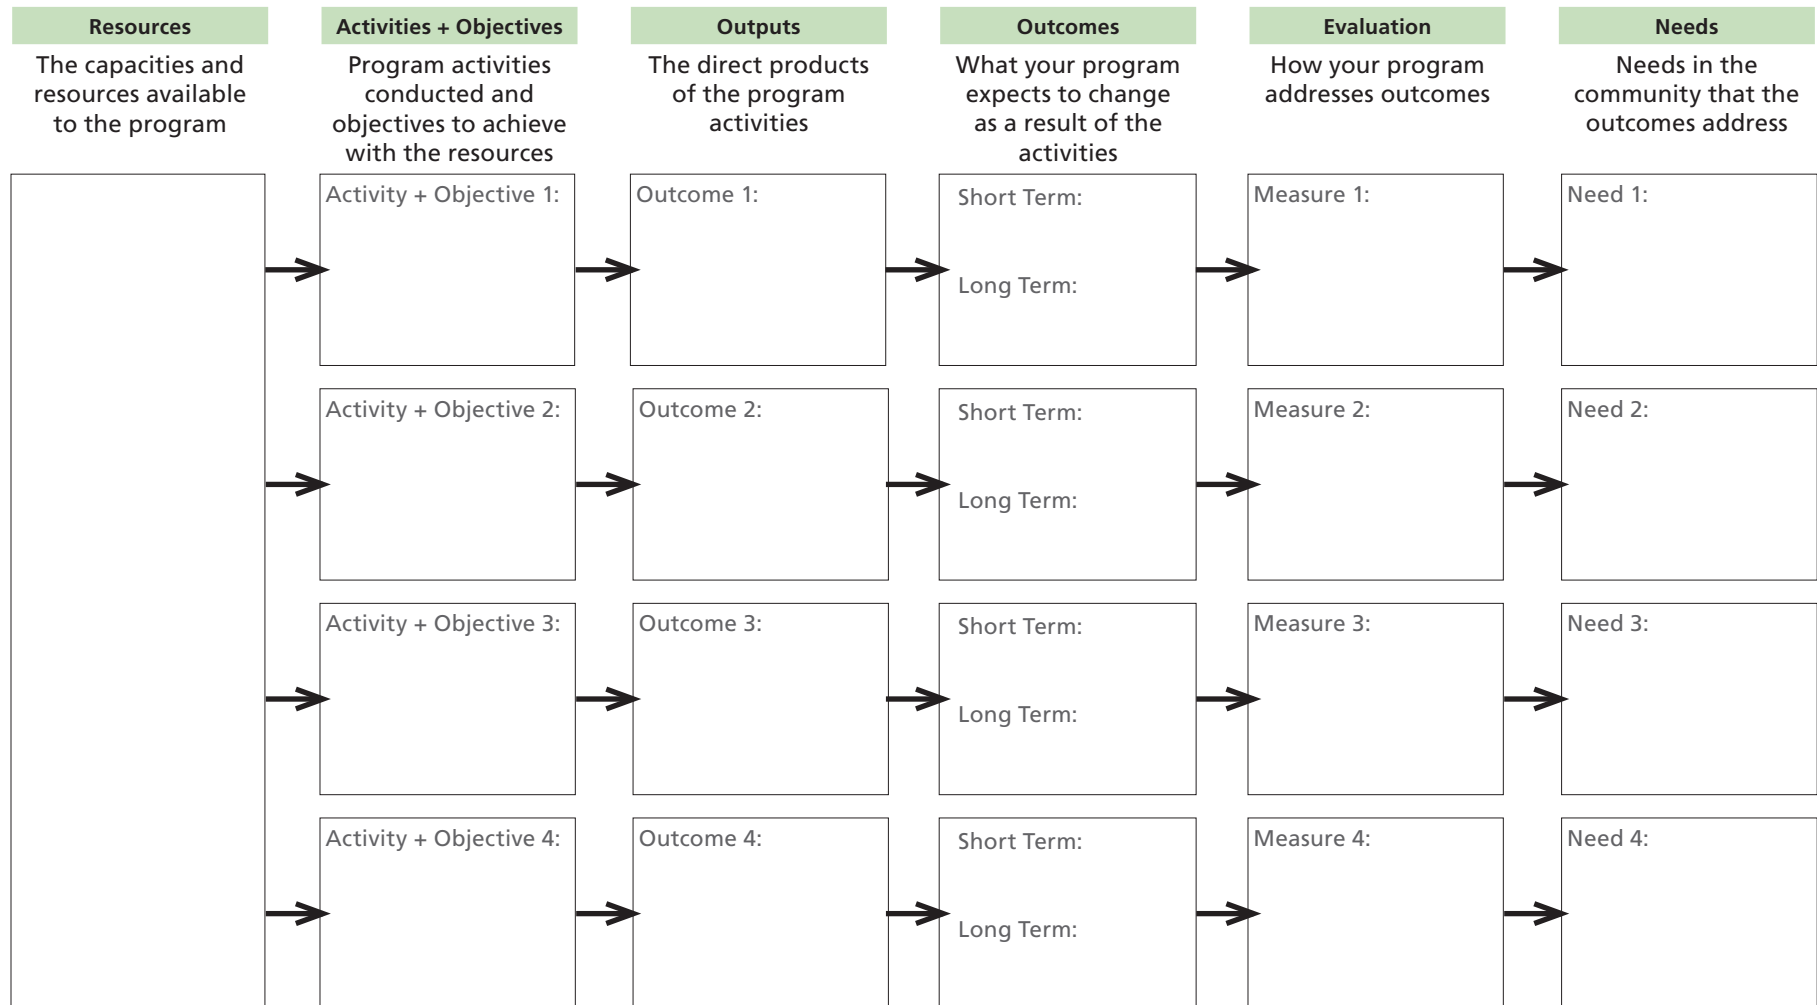 Resources
Activities + Objectives
Outputs
Outcomes
Evaluation
Needs
The capacities and
resources available
to the program
Program activities
conducted and
objectives to achieve
with the resources
The direct products
of the program
activities
What your program
expects to change
as a result of the
activities
How your program
addresses outcomes
Needs in the
community that the
outcomes address
Activity + Objective 1:
Outcome 1:
Short Term:
Long Term:
Measure 1:
Need 1:
Activity + Objective 2:
Outcome 2:
Short Term:
Long Term:
Measure 2:
Need 2:
Activity + Objective 3:
Outcome 3:
Short Term:
Long Term:
Measure 3:
Need 3:
Activity + Objective 4:
Outcome 4:
Short Term:
Long Term:
Measure 4:
Need 4: